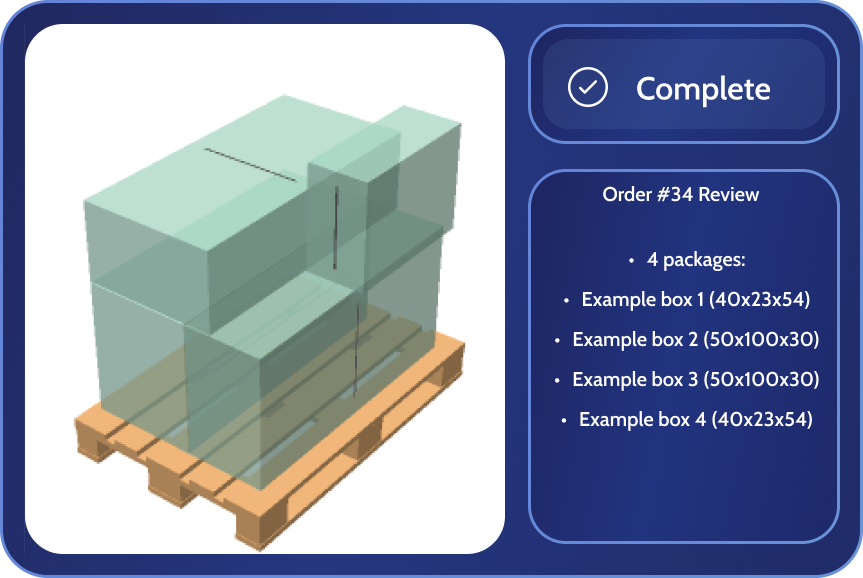 Complete
Order #34 Review
• 4 packages:
• Example box 1 (40x23x54)
• Example box 2 (50x100x30)
• Example box 3 (50x100x30)
• Example box 4 (40x23x54)